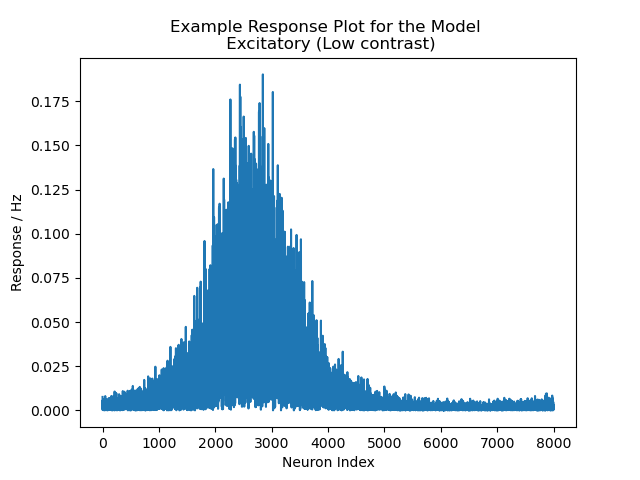 Example Response Plot for the Model
Excitatory (Low contrast)
0.175
0.150
0.125
0.100
0.075
0.050
0.025
0.000
Response / Hz
0 1000 2000 3000 4000 5000 6000 7000 8000
Neuron Index